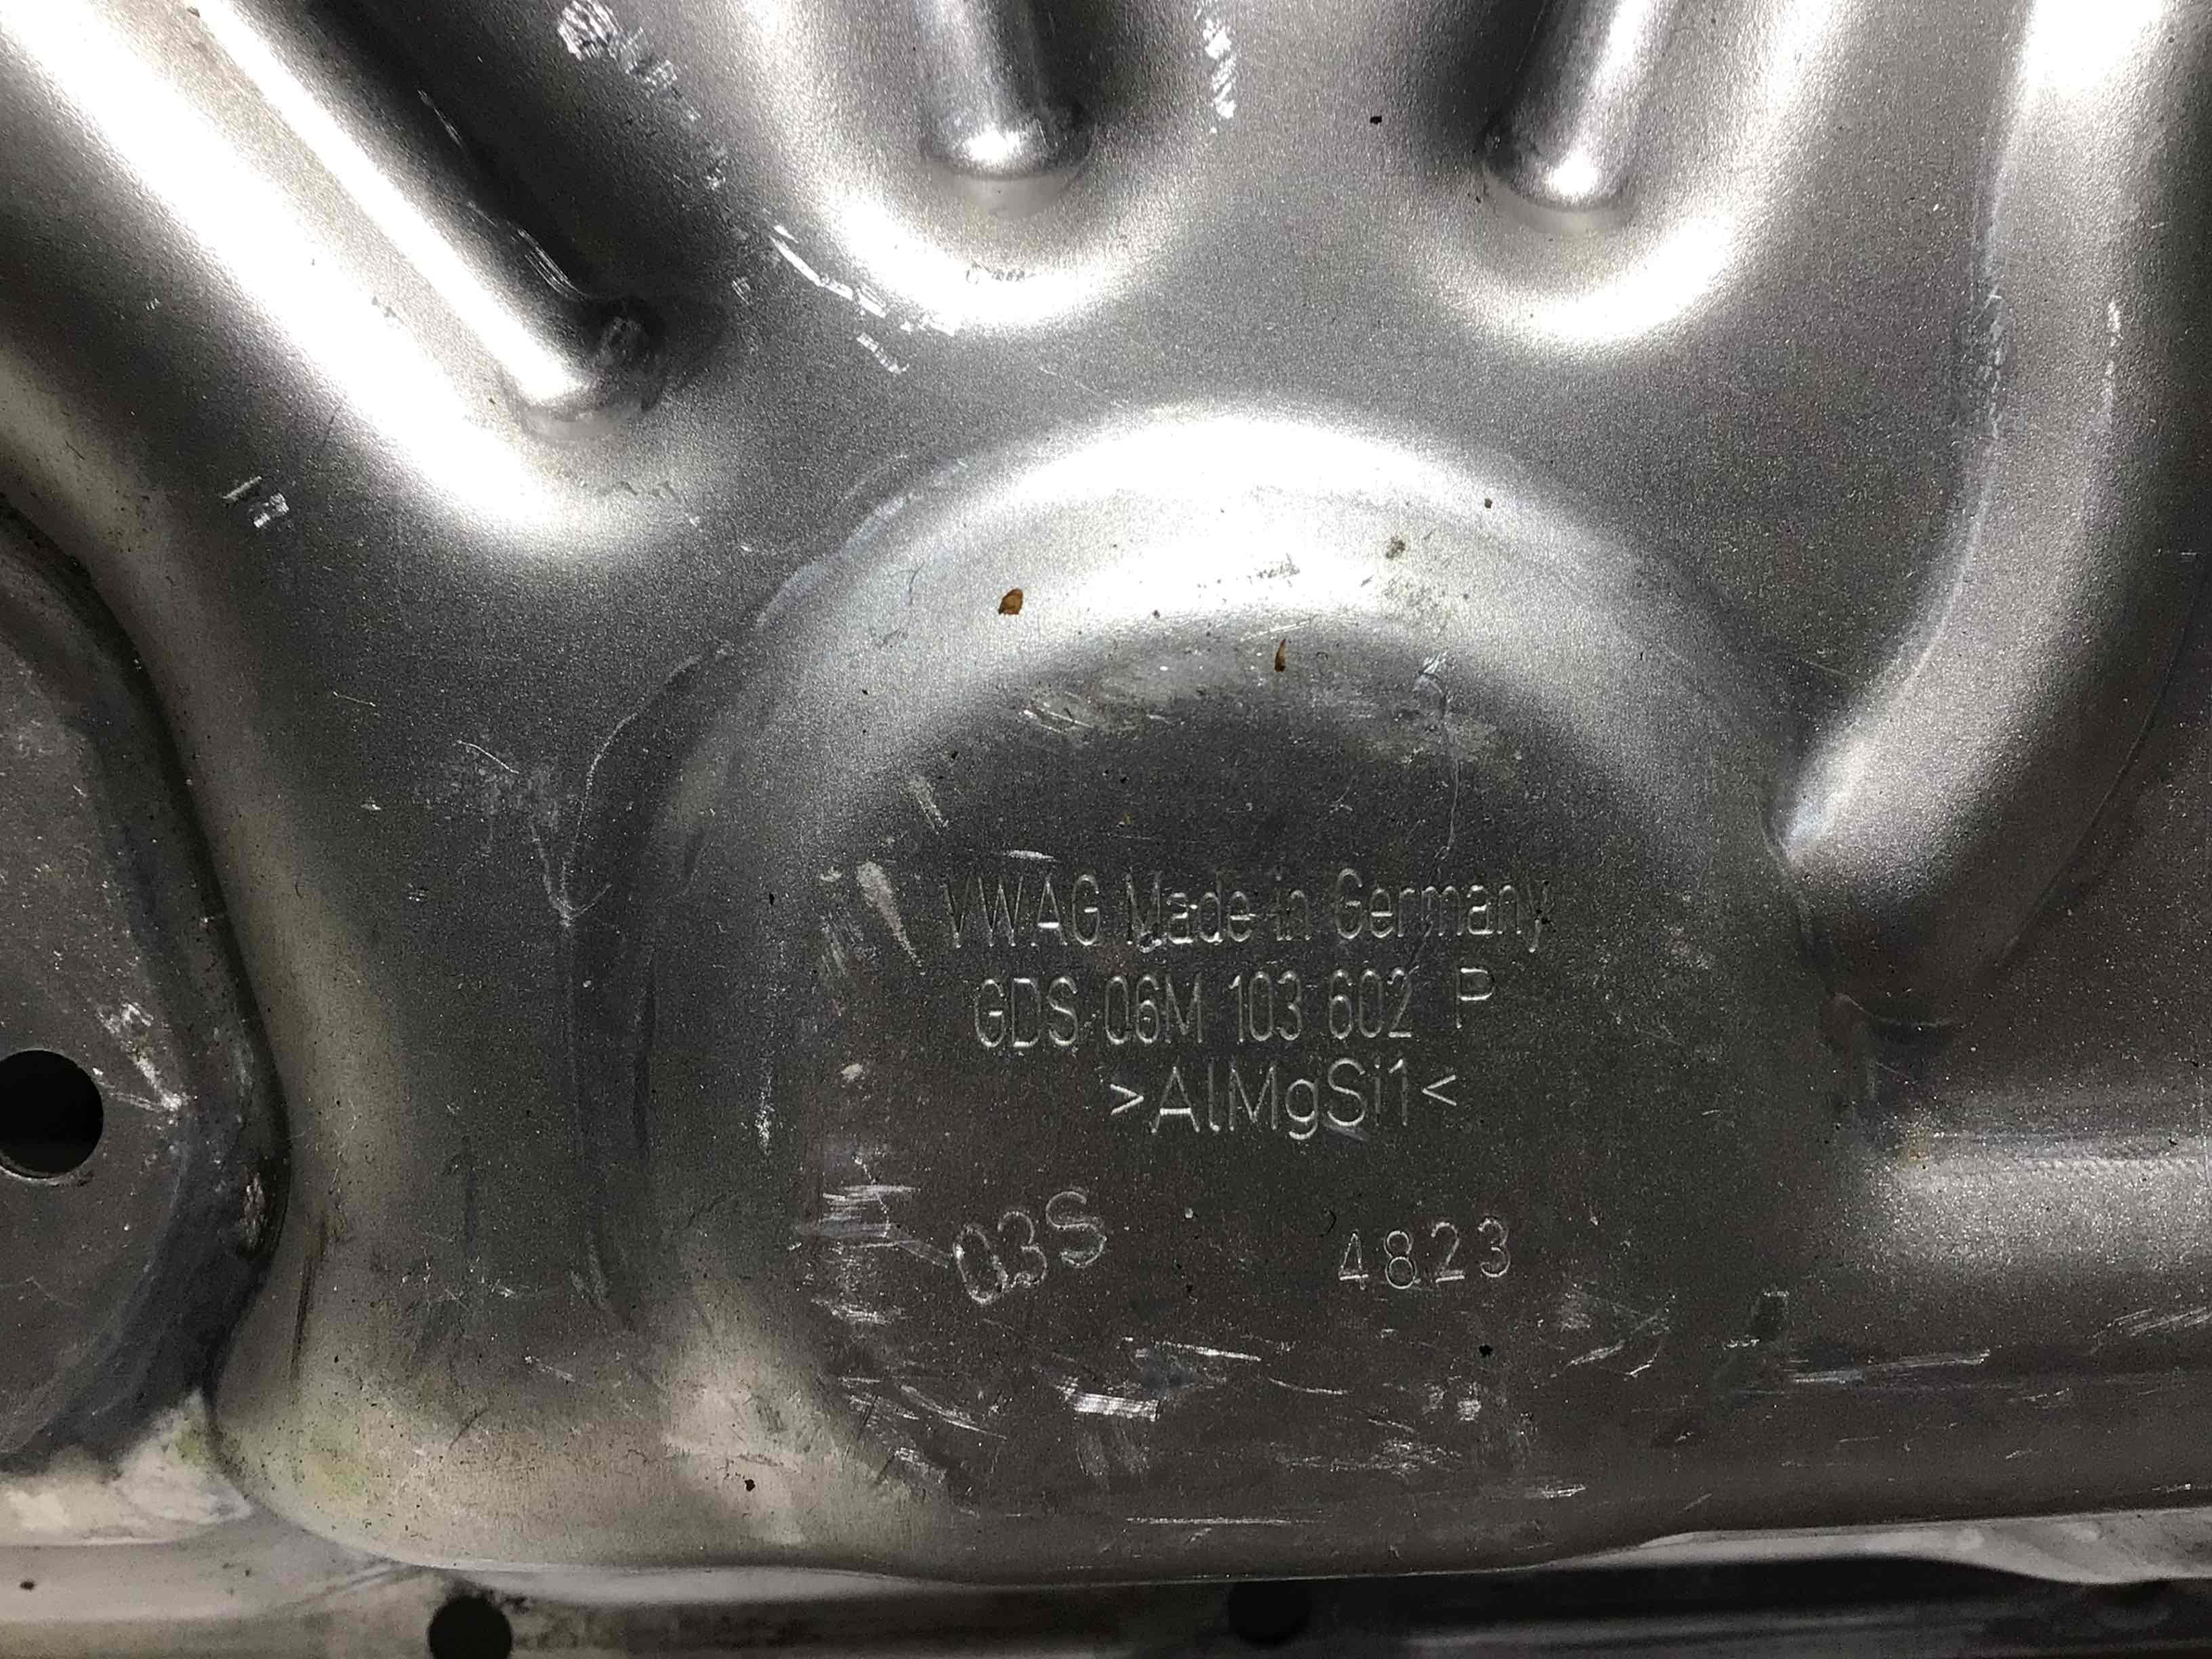 VWAG Made in Germany
GDS 06M 103 602 P
>AlMgSi1<
03S 4823